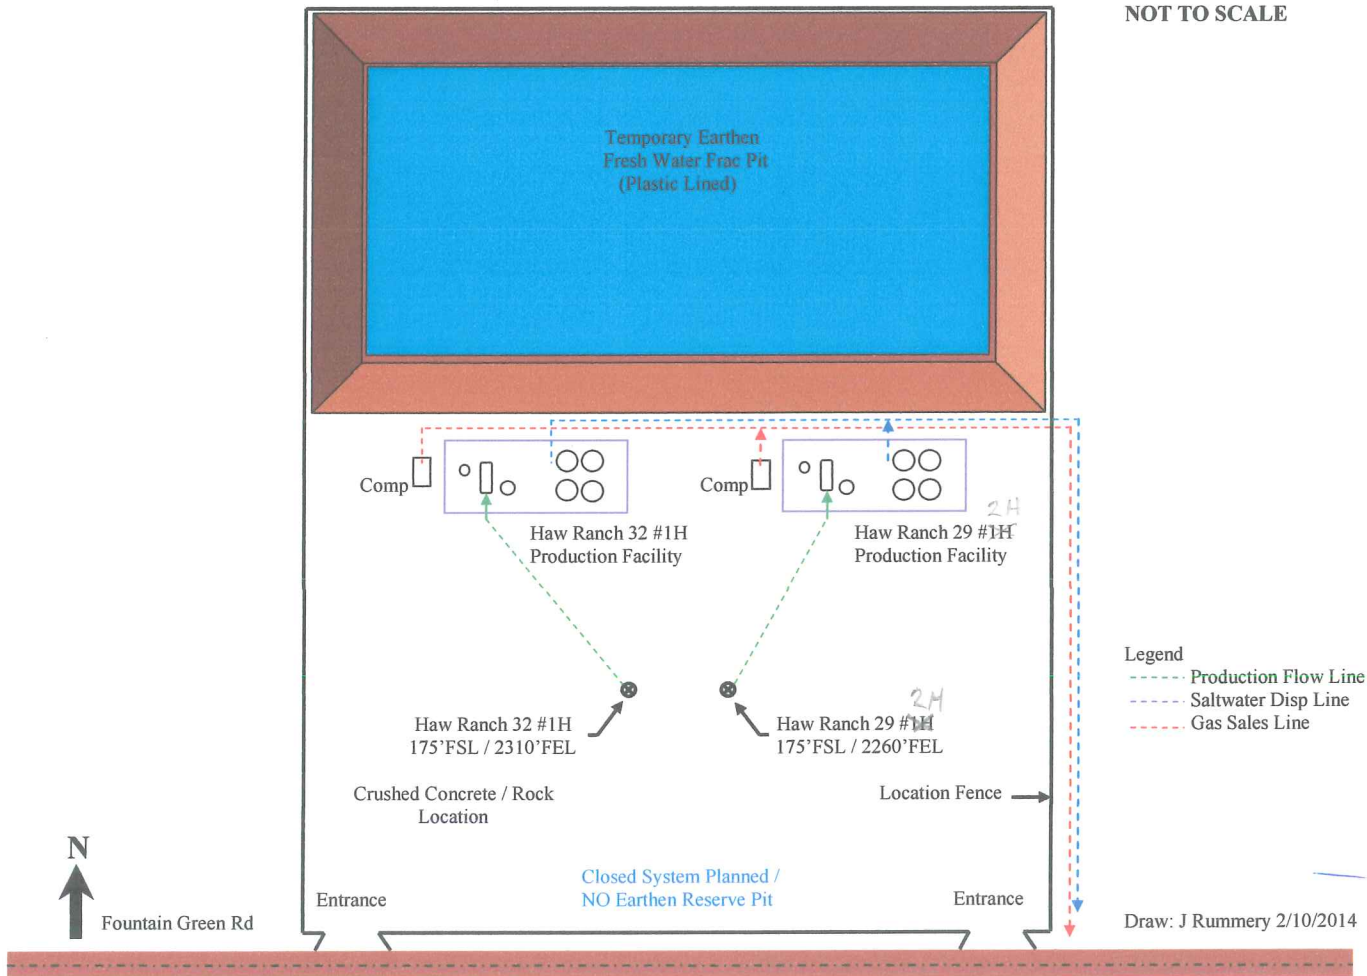 NOT TO SCALE
Temporary Earthen
Fresh Water Frac Pit
(Plastic Lined)
Comp
Comp
2H
Haw Ranch 32 #1H
Production Facility
Haw Ranch 29 #1H
Production Facility
Legend
Production Flow Line
Saltwater Disp Line
Gas Sales Line
2H
Haw Ranch 32 #1H
175'FSL / 2310'FEL
Haw Ranch 29 #1H
175'FSL / 2260'FEL
Crushed Concrete / Rock
Location
Location Fence
N
Closed System Planned /
NO Earthen Reserve Pit
Entrance
Entrance
Fountain Green Rd
Draw: J Rummery 2/10/2014